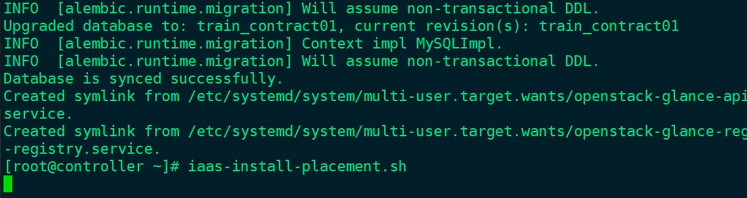 INFO  [alembic.runtime.migration] Will assume non-transactional DDL.
Upgraded database to: train_contract01, current revision(s): train_contract01
INFO  [alembic.runtime.migration] Context impl MySQLImpl.
INFO  [alembic.runtime.migration] Will assume non-transactional DDL.
Database is synced successfully.
Created symlink from /etc/systemd/system/multi-user.target.wants/openstack-glance-api
service.
Created symlink from /etc/systemd/system/multi-user.target.wants/openstack-glance-reg
-registry.service.
[root@controller ~]# iaas-install-placement.sh